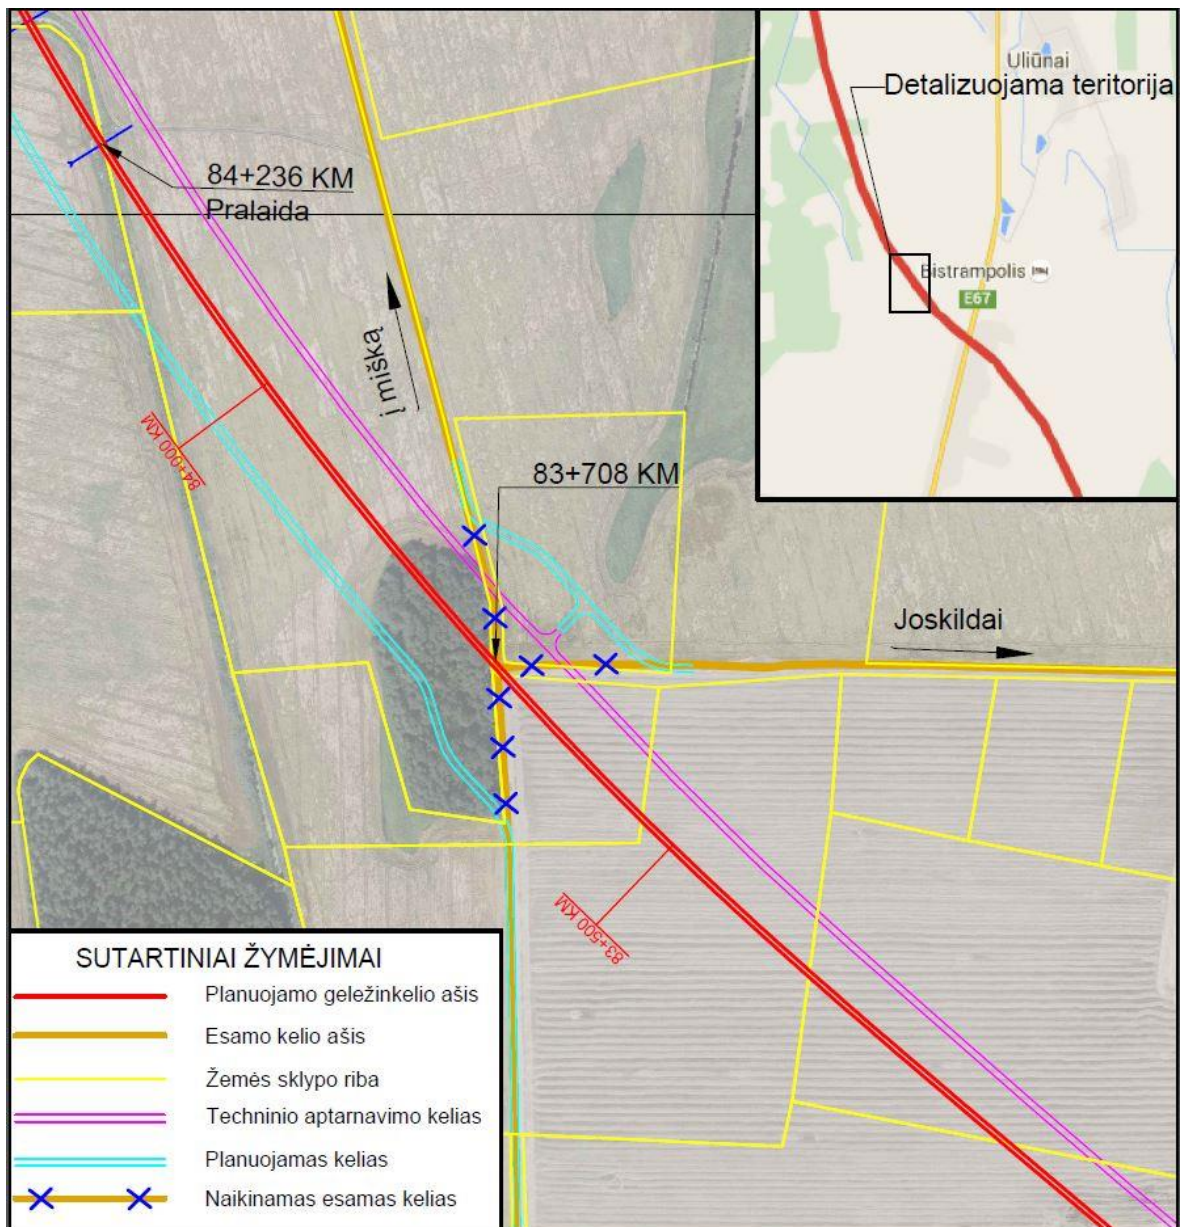 Uliūnai
Detalizuojama teritorija
Bistrampolis
E67
84+236 KM
Pralaida
Į mišką
84+000 KM
83+708 KM
Joskildai
83+500 KM
SUTARTINIAI ŽYMĖJIMAI
Planuojamo geležinkelio ašis
Esamo kelio ašis
Žemės sklypo riba
Techninio aptarnavimo kelias
Planuojamas kelias
Naikinamas esamas kelias